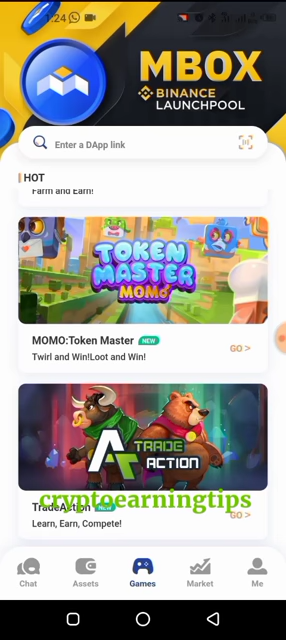 1:24
MBOX
BINANCE
LAUNCHPOOL
Enter a DApp link
HOT
Farm and Earn!
TOKEN
MASTER
MOMO
MOMO:Token Master NEW
Twirl and Win!Loot and Win!
GO >
TRADE
ACTION
cryptoearningtips
TradeAction NEW
Learn, Earn, Compete!
GO >
Chat Assets Games Market Me